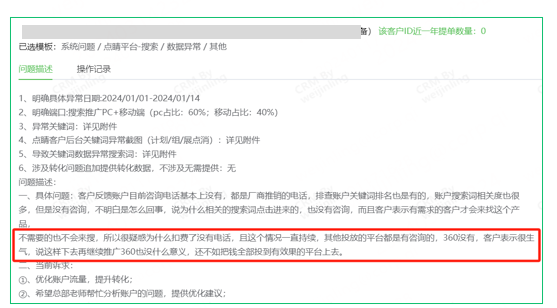 备） 该客户ID近一年提单数量：0
已选模板：系统问题 / 点睛平台-搜索 / 数据异常 / 其他
问题描述 操作记录
1、明确具体异常日期:2024/01/01-2024/01/14
2、明确端口:搜索推广PC+移动端（pc占比：60%；移动占比：40%）
3、异常关键词：详见附件
4、点睛客户后台关键词异常截图（计划/组/展点消）：详见附件
5、导致关键词数据异常搜索词：详见附件
6、涉及转化问题追加提供转化数据，不涉及无需提供：无
问题描述：
一、具体问题：客户反馈账户目前咨询电话基本上没有，都是厂商推销的电话，排查账户关键词排名也是有的，账户搜索词相关度也很
多，但是没有咨询，不明日是怎么回事，说为什么相关的搜索词点击进来的，也没有咨询，而且客户表示有需求的客户才会来找这个产
品，
不需要的也不会来搜，所以很疑惑为什么扣费了没有电话，且这个情况一直持续，其他投放的平台都是有咨询的，360没有，客户表示很生
气，说这样下去再继续推广360也没什么意义，还不如把钱全部投到有效果的平台上去。
二、当前诉求：
①、优化账户流量，提升转化；
②、希望总部老师帮忙分析账户的问题，提供优化建议；
CRM By
CRM By
CRM By